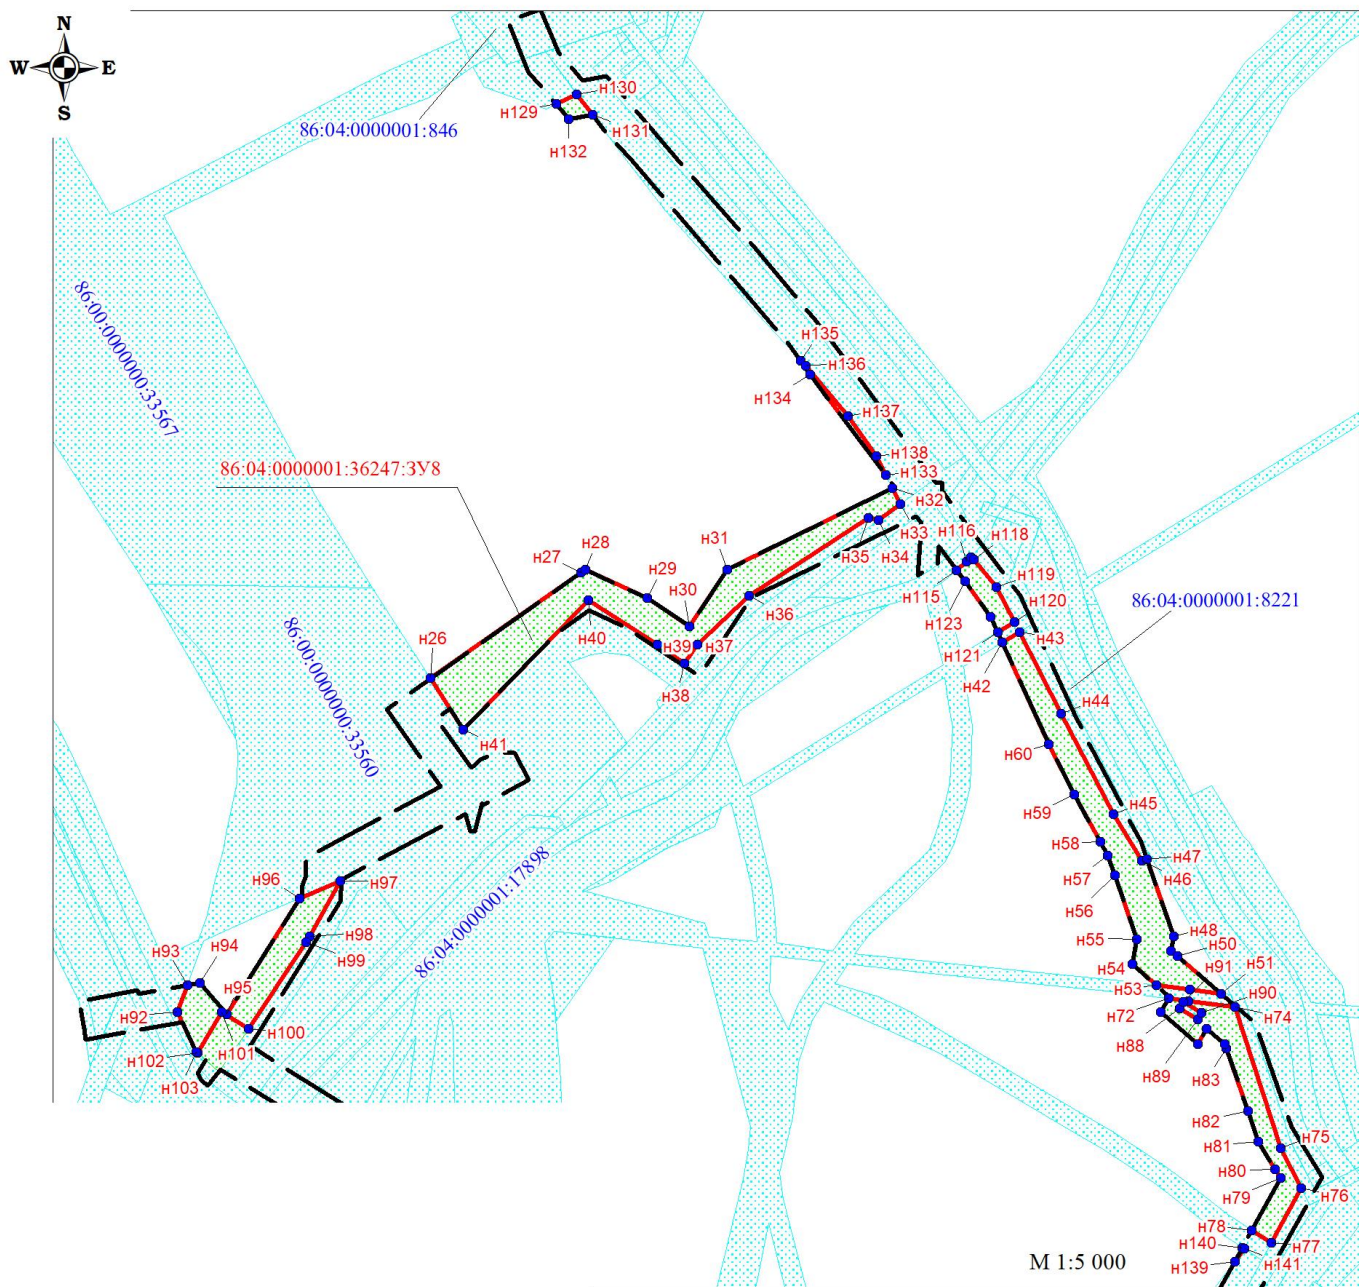 N
W E
S
н130
н129
н131
н132
86:04:0000001:846
86:00:0000000:33567
н135
н136
н134
н137
н138
н133
86:04:0000001:36247:ЗУ8
н32
н33
н34
н35
н116
н118
н31
н28
н27
н29
н30
н115
н119
н120
н36
н123
86:04:0000001:8221
н43
н121
н42
н40
н39
н37
н38
н26
86:00:0000000:33560
н44
н41
н60
н59
н45
н58
н47
н46
н57
н56
86:04:0000001:17898
н96
н97
н98
н99
н55
н48
н50
н54
н91
н51
н93
н94
н53
н90
н95
н92
н72
н74
н88
н100
н101
н102
н103
н89
н83
н82
н81
н75
н80
н79
н76
н78
н77
н140
н141
н139
М 1:5 000